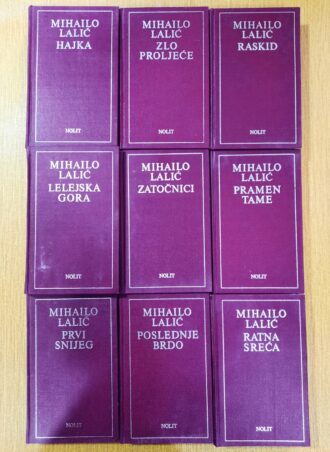 MIHAILO
LALIĆ
HAJKA
NOLIT
MIHAILO
LALIĆ
ZLO
PROLJEĆE
NOLIT
MIHAILO
LALIĆ
RASKID
NOLIT
MIHAILO
LALIĆ
LELEJSKA
GORA
NOLIT
MIHAILO
LALIĆ
ZATOČNICI
NOLIT
MIHAILO
LALIĆ
PRAMEN
TAME
NOLIT
MIHAILO
LALIĆ
PRVI
SNIJEG
NOLIT
MIHAILO
LALIĆ
POSLEDNJE
BRDO
NOLIT
MIHAILO
LALIĆ
RATNA
SREĆA
NOLIT